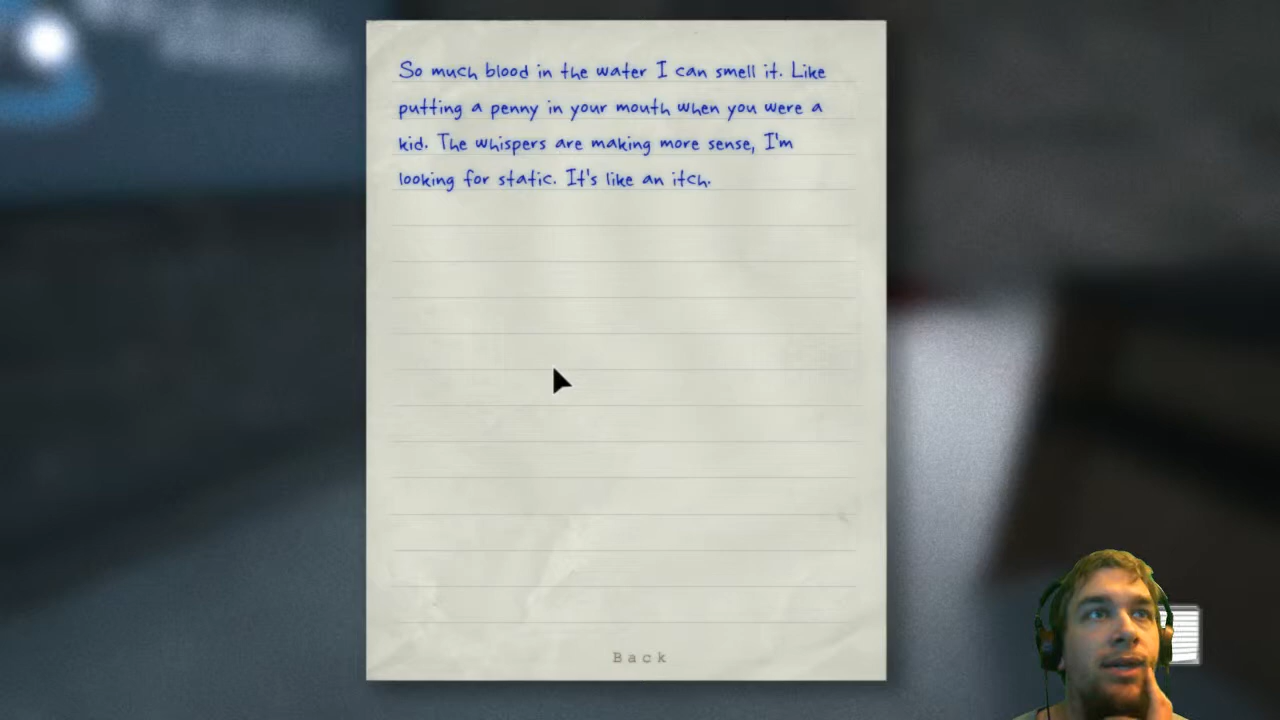 So much blood in the water I can smell it. Like
putting a penny in your mouth when you were a
kid. The whispers are making more sense, I'm
looking for static. It's like an itch.
Back